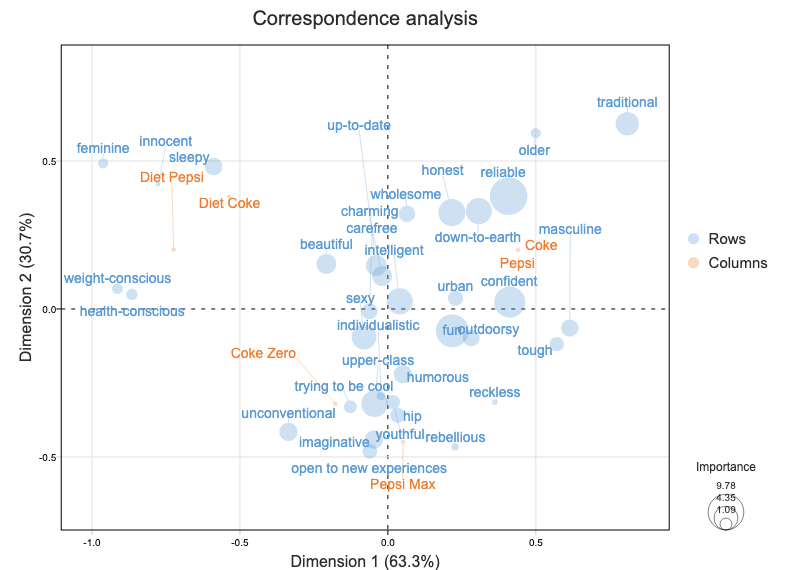 Correspondence analysis
traditional
up-to-date
innocent
feminine
older
sleepy
honest
reliable
Diet Pepsi
wholesome
Diet Coke
charming
carefree
masculine
down-to-earth
beautiful
intelligent
Coke
Pepsi
weight-conscious
confident
urban
sexy
health-conscious
individualistic
fun
outdoorsy
Coke Zero
upper-class
tough
humorous
trying to be cool
reckless
unconventional
hip
youthful
rebellious
imaginative
open to new experiences
Pepsi Max
0.5
0.0
-0.5
-1.0
-0.5
0.0
0.5
Dimension 1 (63.3%)
Dimension 2 (30.7%)
Rows
Columns
Importance
9.78
4.35
1.09